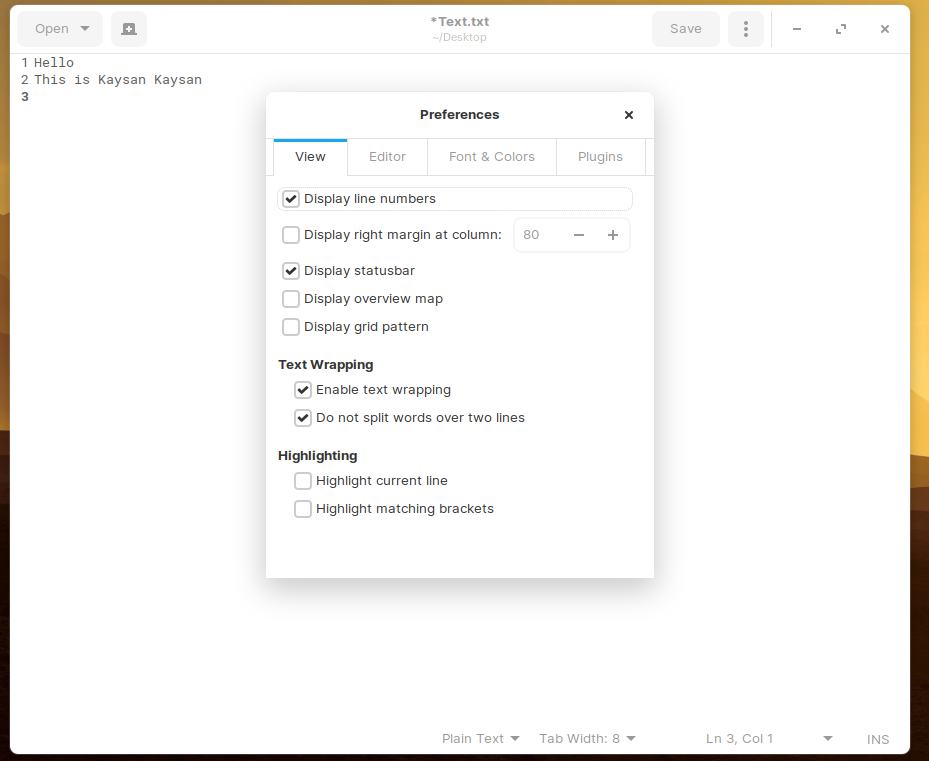 Open
*Text.txt
~/Desktop
Save
1 Hello
2 This is Kaysan Kaysan
3
Preferences
View
Editor
Font & Colors
Plugins
Display line numbers
Display right margin at column: 80
Display statusbar
Display overview map
Display grid pattern
Text Wrapping
Enable text wrapping
Do not split words over two lines
Highlighting
Highlight current line
Highlight matching brackets
Plain Text
Tab Width: 8
Ln 3, Col 1
INS